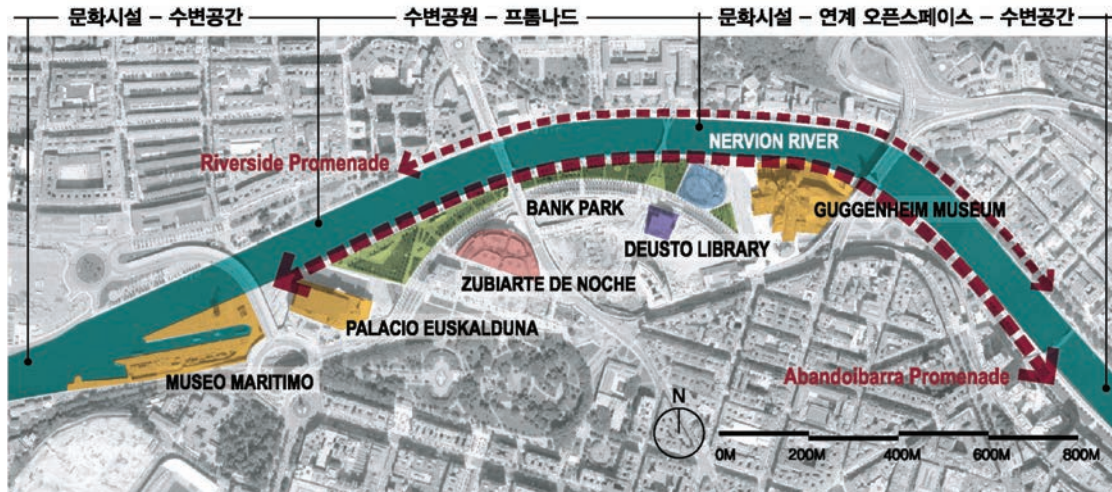 문화시설 – 수변공간
수변공원 – 프롬나드
문화시설 – 연계 오픈스페이스 – 수변공간
NERVION RIVER
Riverside Promenade
BANK PARK
GUGGENHEIM MUSEUM
DEUSTO LIBRARY
ZUBIARTE DE NOCHE
PALACIO EUSKALDUNA
MUSEO MARITIMO
Abandoibarra Promenade
N
0M 200M 400M 600M 800M